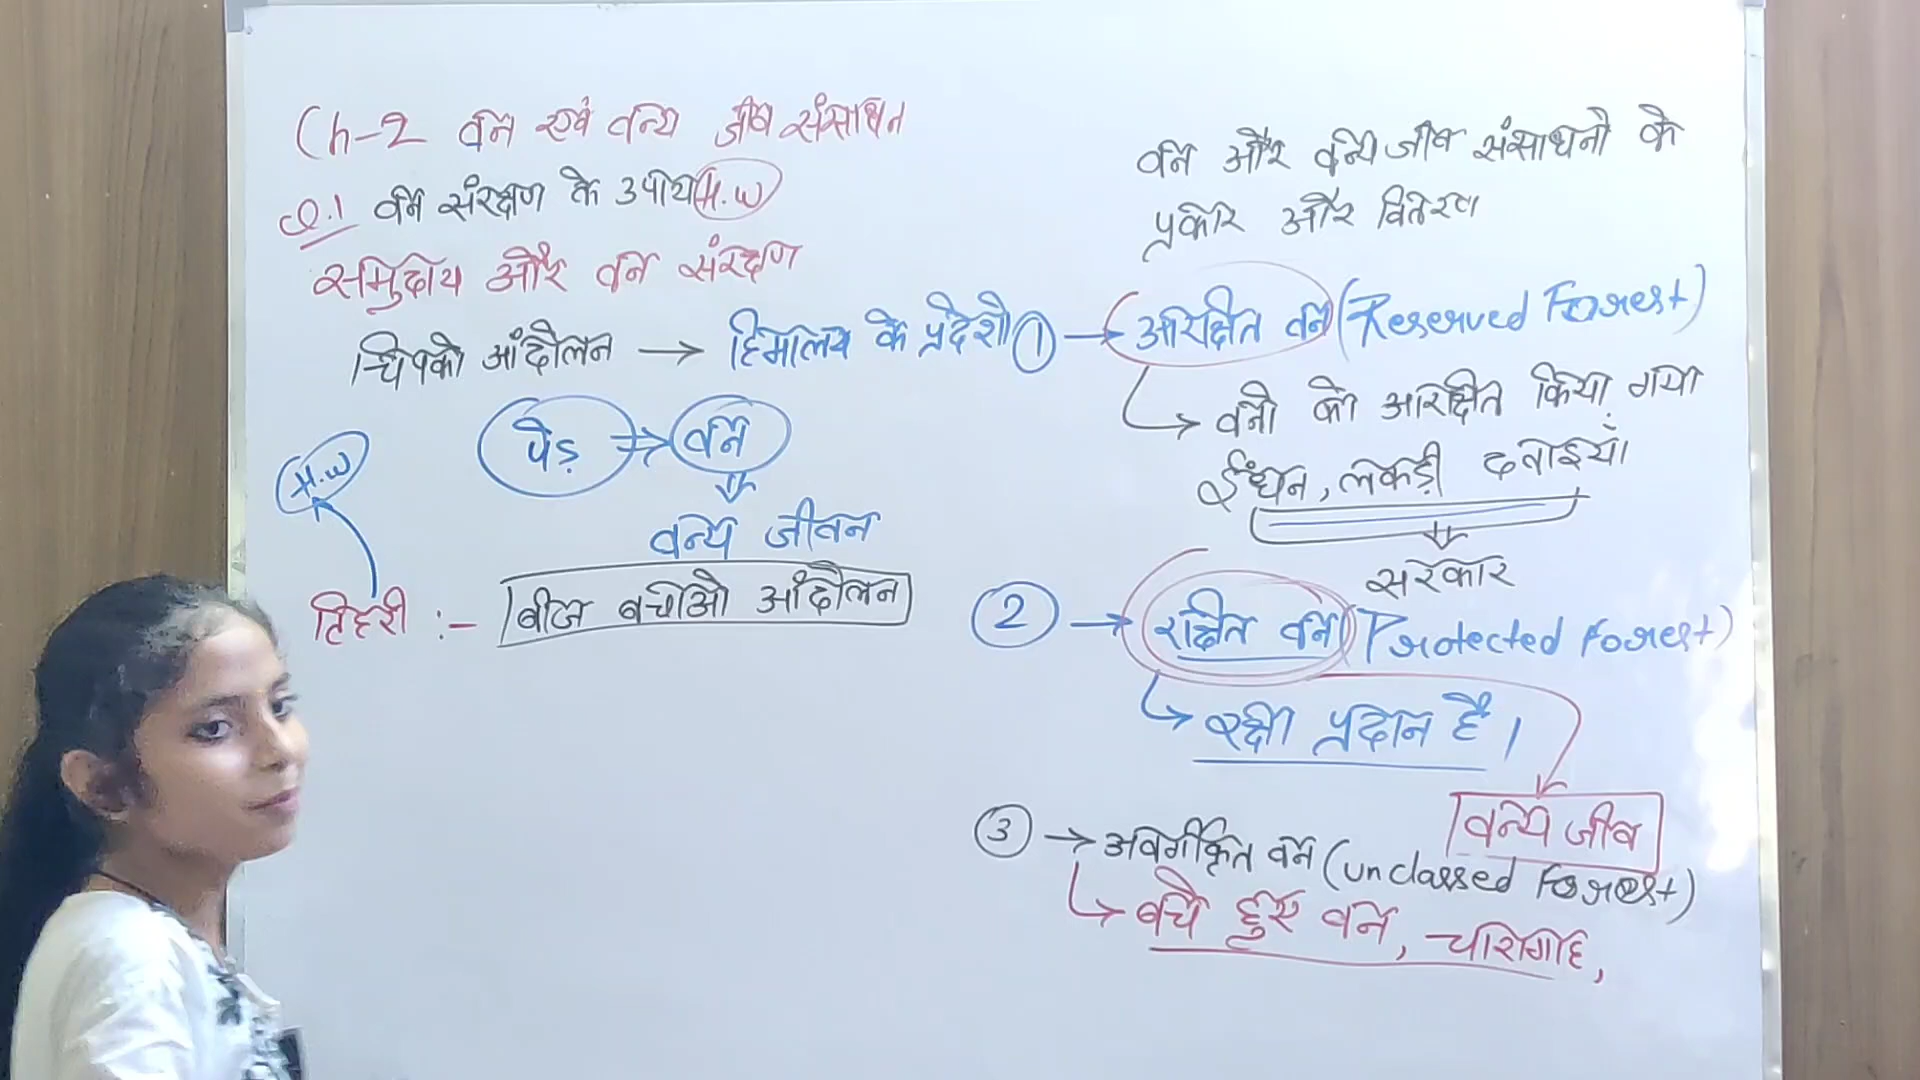 Ch-2 वन एवं वन्य जीव संसाधन
Q.1 वन संरक्षण के उपाय H.W
समुदाय और वन संरक्षण
चिपको आंदोलन → हिमालय के प्रदेशो
पेड़ → वन
वन्य जीवन
H.W
टिहरी :- बीज बचाओ आंदोलन
वन और वन्य जीव संसाधनो के
प्रकार और वितरण
① → आरक्षित वन (Reserved Forest)
→ वनो को आरक्षित किया गया
ईंधन, लकड़ी दवाइयाँ
सरकार
② → रक्षित वन (Protected Forest)
→ रक्षा प्रदान है।
वन्य जीव
③ → अवर्गीकृत वन (unclassed Forest)
→ बचे हुए वन, चारागाह,